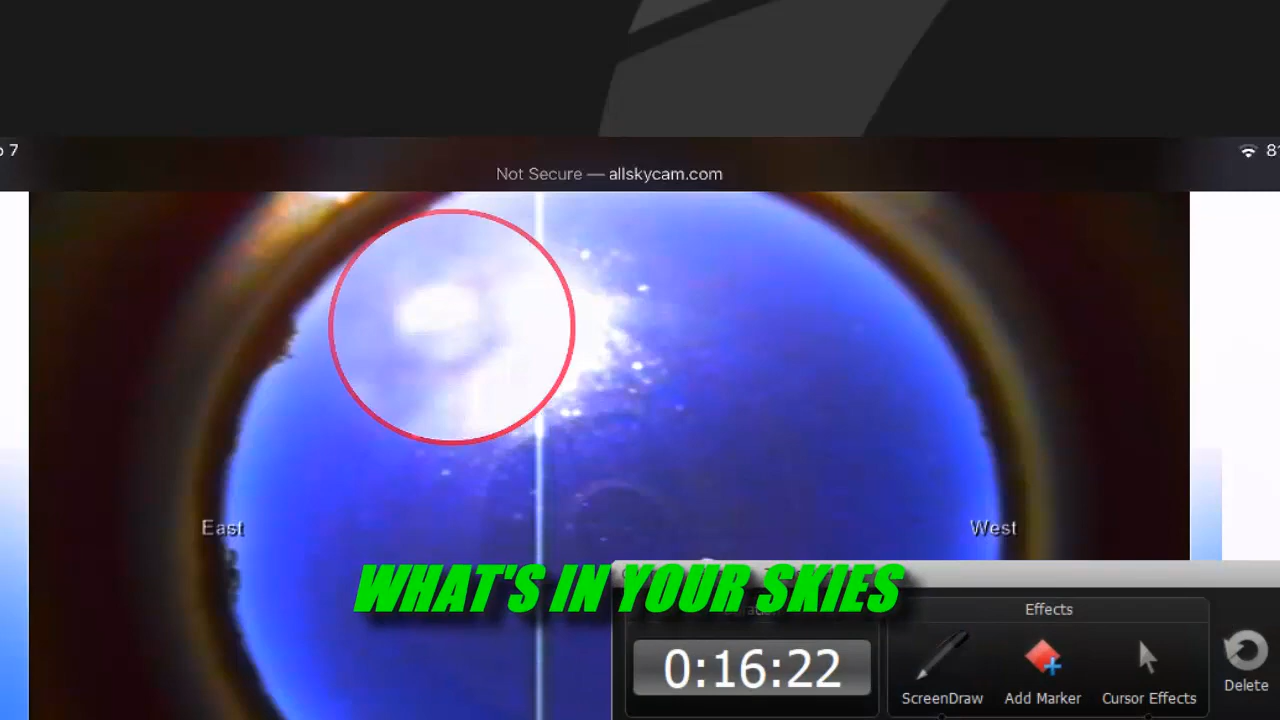 7
Not Secure — allskycam.com
East
West
WHAT'S IN YOUR SKIES
Effects
0:16:22
ScreenDraw
Add Marker
Cursor Effects
Delete